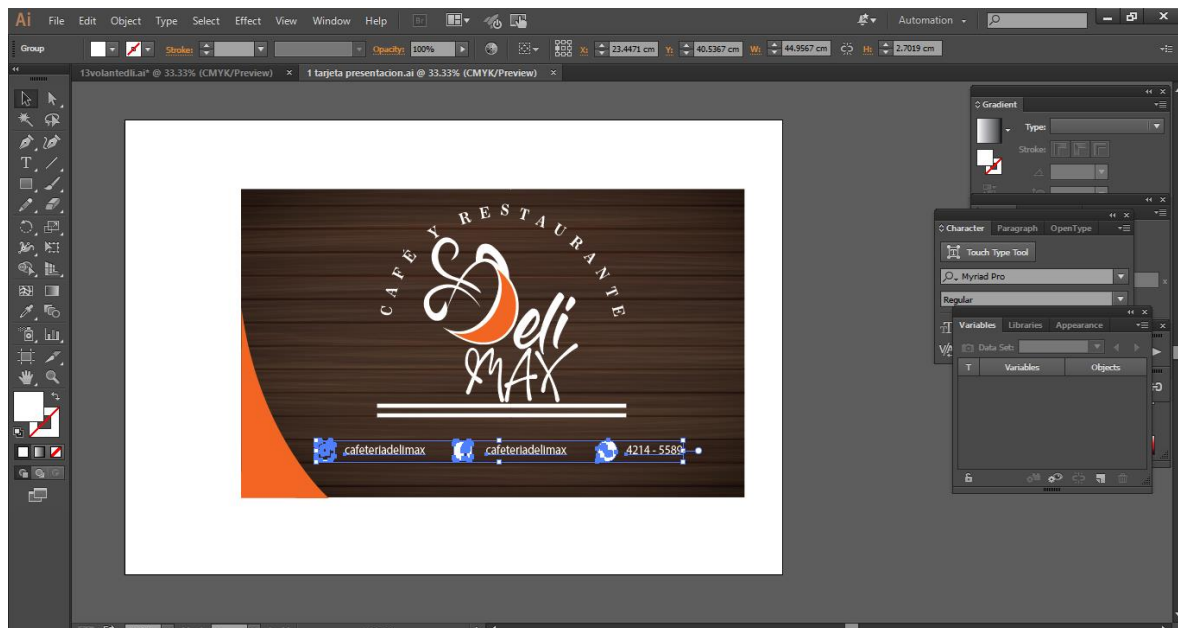 Ai File Edit Object Type Select Effect View Window Help Br Automation
Group Stroke: Opacity: 100% X: 23.4471 cm Y: 40.5367 cm W: 44.9567 cm H: 2.7019 cm
13volantedli.ai* @ 33.33% (CMYK/Preview) × 1 tarjeta presentacion.ai @ 33.33% (CMYK/Preview) ×
Gradient
Type:
Stroke:
CAFÉ Y RESTAURANTE
Deli
MAX
cafeteriadelimax cafeteriadelimax 4214 - 5589
Character Paragraph OpenType
Touch Type Tool
Myriad Pro
Regular
Variables Libraries Appearance
Data Set:
T Variables Objects